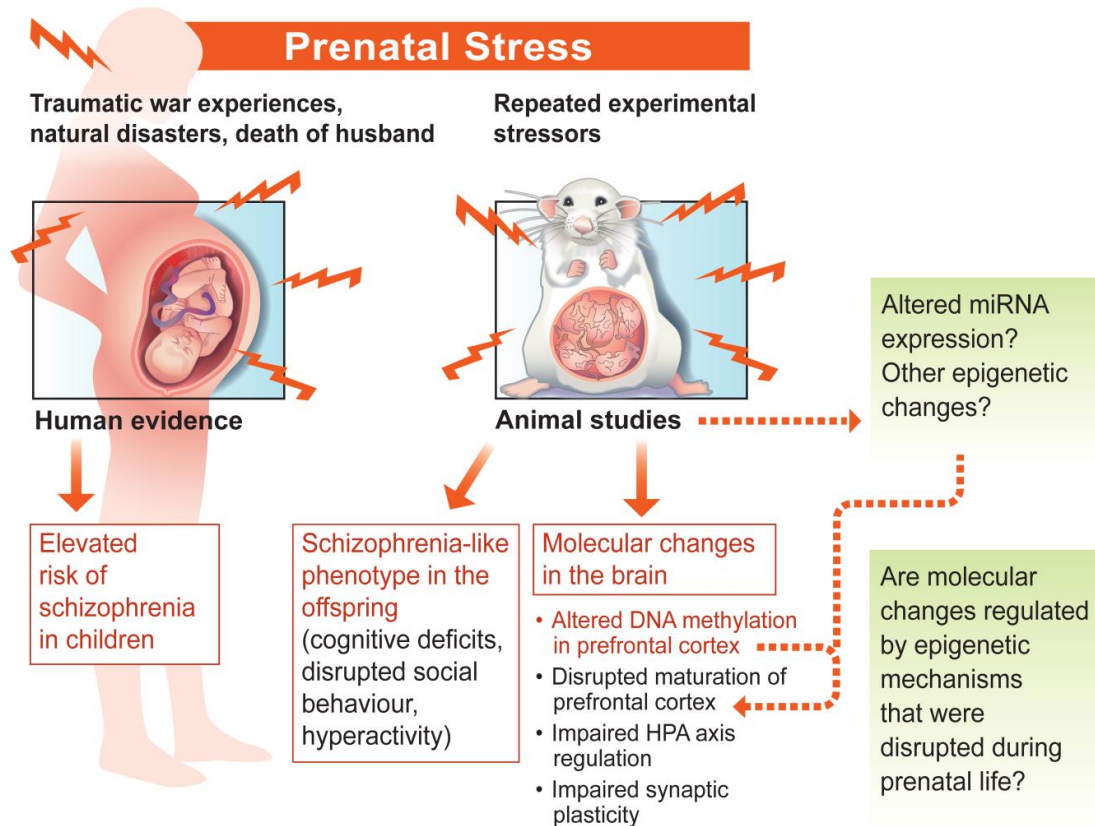 Prenatal Stress
Traumatic war experiences,
natural disasters, death of husband
Repeated experimental
stressors
Human evidence
Animal studies
Altered miRNA
expression?
Other epigenetic
changes?
Elevated
risk of
schizophrenia
in children
Schizophrenia-like
phenotype in the
offspring
(cognitive deficits,
disrupted social
behaviour,
hyperactivity)
Molecular changes
in the brain
• Altered DNA methylation
in prefrontal cortex
• Disrupted maturation of
prefrontal cortex
• Impaired HPA axis
regulation
• Impaired synaptic
plasticity
Are molecular
changes regulated
by epigenetic
mechanisms
that were
disrupted during
prenatal life?